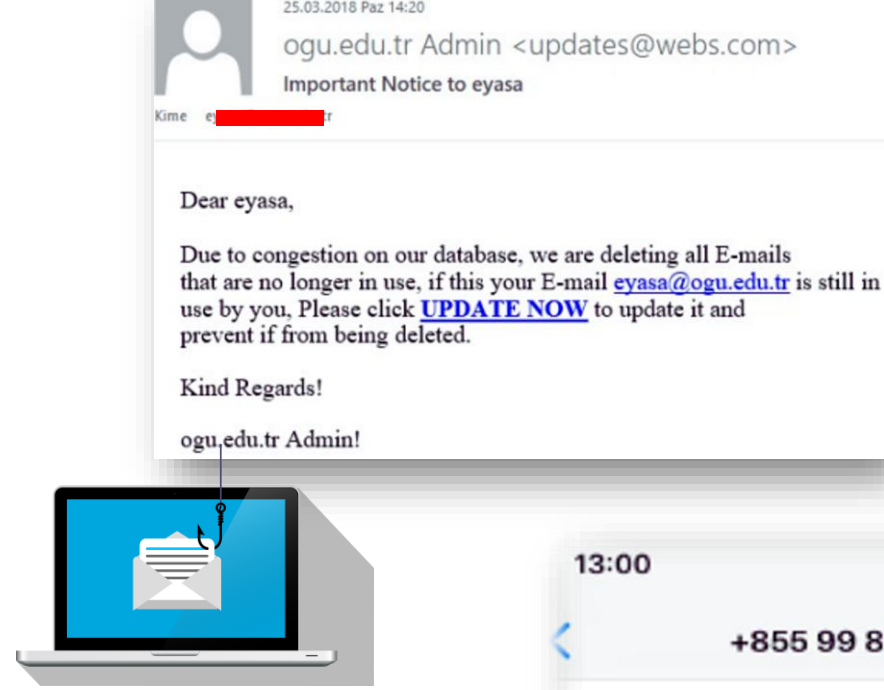 25.03.2018 Paz 14:20
ogu.edu.tr Admin <updates@webs.com>
Important Notice to eyasa
Kime
Dear eyasa,
Due to congestion on our database, we are deleting all E-mails
that are no longer in use, if this your E-mail eyasa@ogu.edu.tr is still in
use by you, Please click UPDATE NOW to update it and
prevent if from being deleted.
Kind Regards!
ogu.edu.tr Admin!
13:00
+855 99 8